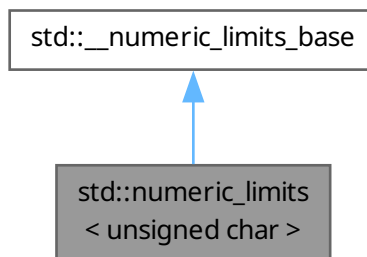 std::__numeric_limits_base
std::numeric_limits
< unsigned char >